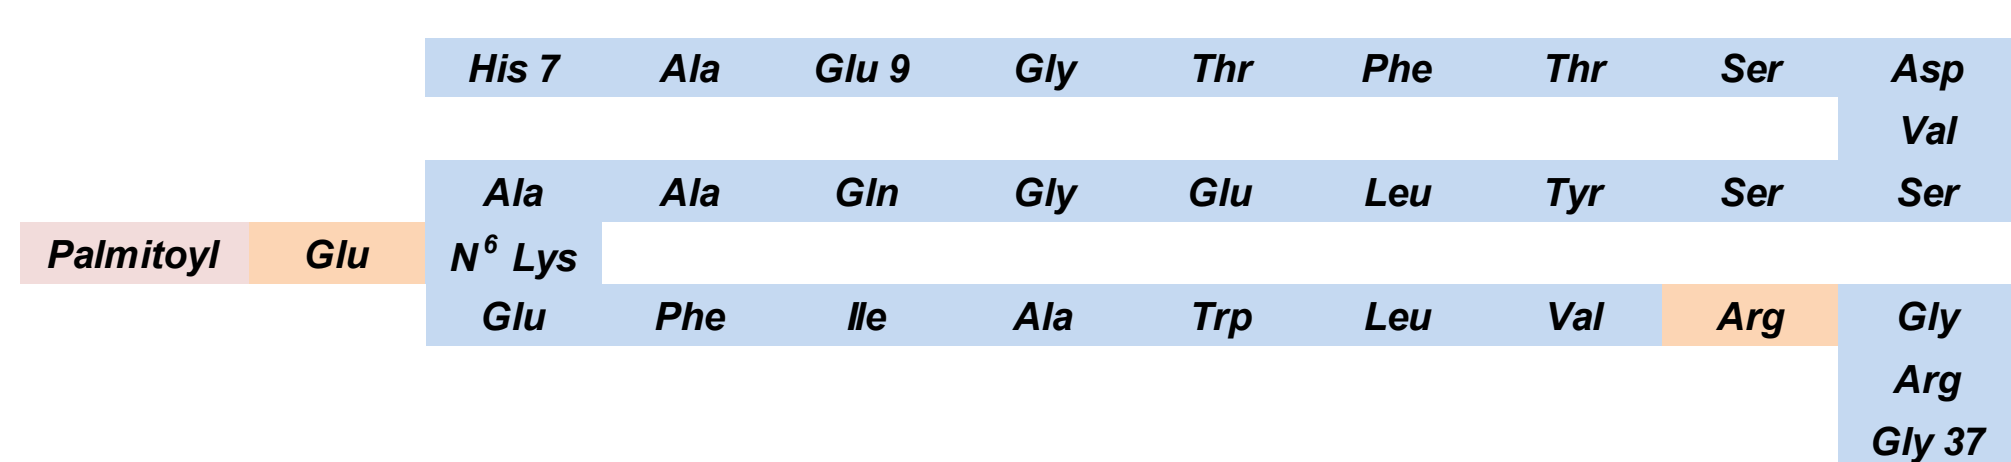 His 7 Ala Glu 9 Gly Thr Phe Thr Ser Asp
Val
Ala Ala Gln Gly Glu Leu Tyr Ser Ser
Palmitoyl Glu N⁶ Lys
Glu Phe Ile Ala Trp Leu Val Arg Gly
Arg
Gly 37